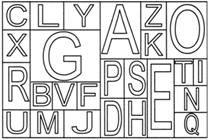 C L Y A Z O
X G K
R P S E T I
B V F N
U M J D H Q